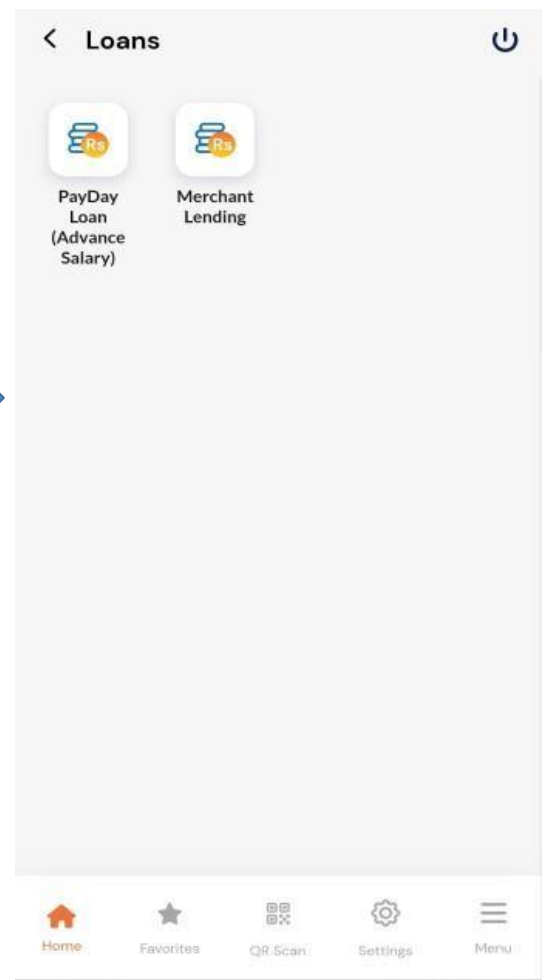 Loans
Rs
Rs
PayDay
Loan
(Advance
Salary)
Merchant
Lending
Home
Favorites
QR Scan
Settings
Menu